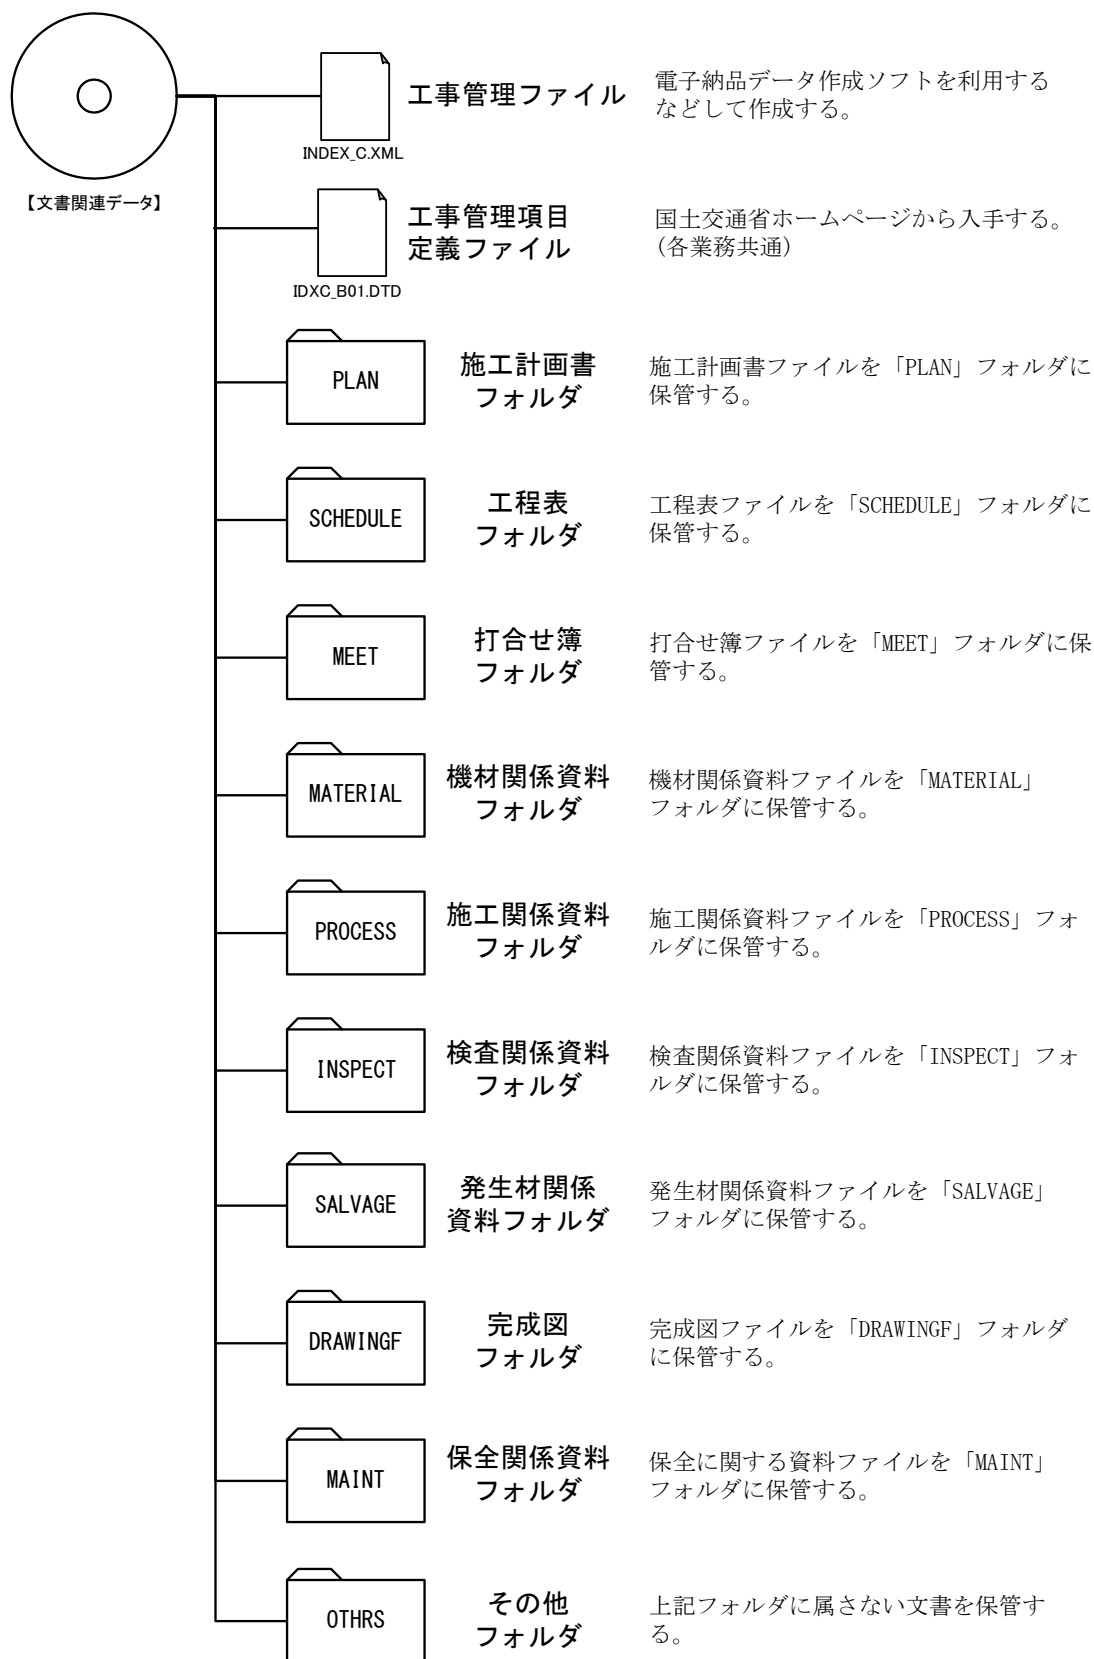 工事管理ファイル
電子納品データ作成ソフトを利用する
などして作成する。
INDEX_C.XML
【文書関連データ】
工事管理項目
定義ファイル
国土交通省ホームページから入手する。
(各業務共通)
IDXC_B01.DTD
PLAN
施工計画書
フォルダ
施工計画書ファイルを「PLAN」フォルダに
保管する。
SCHEDULE
工程表
フォルダ
工程表ファイルを「SCHEDULE」フォルダに
保管する。
MEET
打合せ簿
フォルダ
打合せ簿ファイルを「MEET」フォルダに保
管する。
MATERIAL
機材関係資料
フォルダ
機材関係資料ファイルを「MATERIAL」
フォルダに保管する。
PROCESS
施工関係資料
フォルダ
施工関係資料ファイルを「PROCESS」フォ
ルダに保管する。
INSPECT
検査関係資料
フォルダ
検査関係資料ファイルを「INSPECT」フォ
ルダに保管する。
SALVAGE
発生材関係
資料フォルダ
発生材関係資料ファイルを「SALVAGE」
フォルダに保管する。
DRAWINGF
完成図
フォルダ
完成図ファイルを「DRAWINGF」フォルダ
に保管する。
MAINT
保全関係資料
フォルダ
保全に関する資料ファイルを「MAINT」
フォルダに保管する。
OTHRS
その他
フォルダ
上記フォルダに属さない文書を保管す
る。